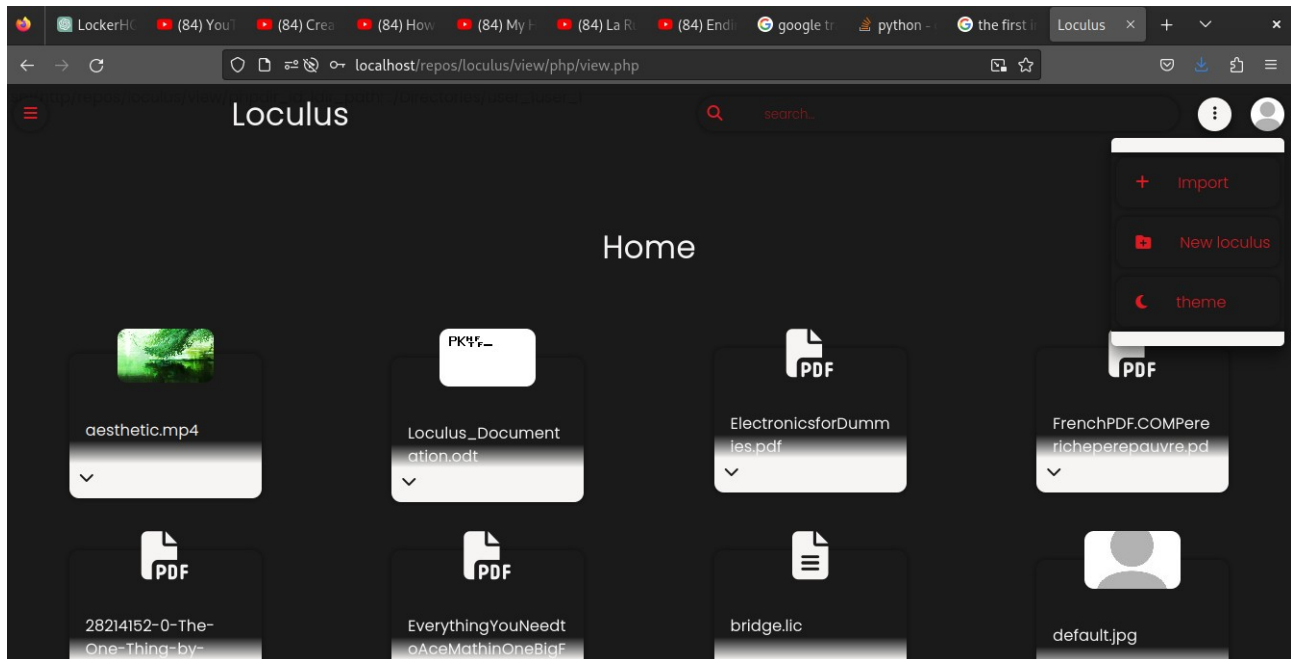 LockerHC
(84) YouT
(84) Crea
(84) How
(84) My H
(84) La Ru
(84) Endi
google tr
python -
the first i
Loculus
localhost/repos/loculus/view/php/view.php
Loculus
search...
Import
New loculus
theme
Home
aesthetic.mp4
Loculus_Document
ation.odt
PDF
ElectronicsforDumm
ies.pdf
PDF
FrenchPDF.COMPere
richeperepauvre.pd
PDF
28214152-0-The-
One-Thing-by-
PDF
EverythingYouNeedt
oAceMathinOneBigF
bridge.lic
default.jpg